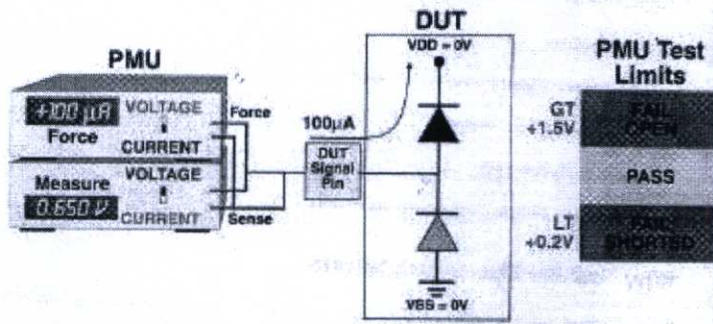 DUT
VDD = 0V
PMU
+100 µA
VOLTAGE
Force
CURRENT
Force
Measure
VOLTAGE
0.650 V
CURRENT
Sense
100µA
DUT
Signal
Pin
VSS = 0V
PMU Test
Limits
GT
+1.5V
FAIL
OPEN
PASS
LT
+0.2V
FAIL
SHORTED